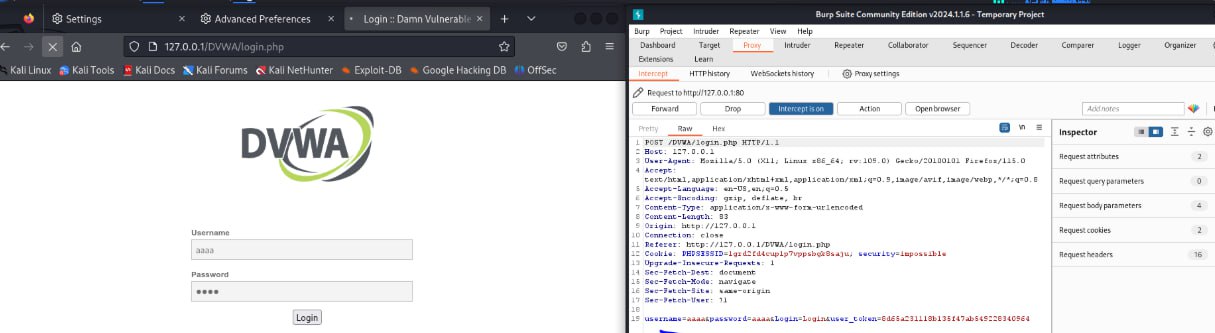 Settings
Advanced Preferences
Login :: Damn Vulnerable
127.0.0.1/DVWA/login.php
Kali Linux Kali Tools Kali Docs Kali Forums Kali NetHunter Exploit-DB Google Hacking DB OffSec
DVWA
Username
aaaa
Password
Login
Burp Suite Community Edition v2024.1.1.6 - Temporary Project
Burp Project Intruder Repeater View Help
Dashboard Target Proxy Intruder Repeater Collaborator Sequencer Decoder Comparer Logger Organizer
Extensions Learn
Intercept HTTP history WebSockets history Proxy settings
Request to http://127.0.0.1:80
Forward Drop Intercept is on Action Open browser Add notes
Pretty Raw Hex
1 POST /DVWA/login.php HTTP/1.1
2 Host: 127.0.0.1
3 User-Agent: Mozilla/5.0 (X11; Linux x86_64; rv:109.0) Gecko/20100101 Firefox/115.0
4 Accept:
text/html,application/xhtml+xml,application/xml;q=0.9,image/avif,image/webp,*/*;q=0.8
5 Accept-Language: en-US,en;q=0.5
6 Accept-Encoding: gzip, deflate, br
7 Content-Type: application/x-www-form-urlencoded
8 Content-Length: 83
9 Origin: http://127.0.0.1
10 Connection: close
11 Referer: http://127.0.0.1/DVWA/login.php
12 Cookie: security=impossible
13 Upgrade-Insecure-Requests: 1
14 Sec-Fetch-Dest: document
15 Sec-Fetch-Mode: navigate
16 Sec-Fetch-Site: same-origin
17 Sec-Fetch-User: ?1
18
19 username=aaaa&password=aaaa&Login=Login&user_token=
Inspector
Request attributes 2
Request query parameters 0
Request body parameters 4
Request cookies 2
Request headers 16